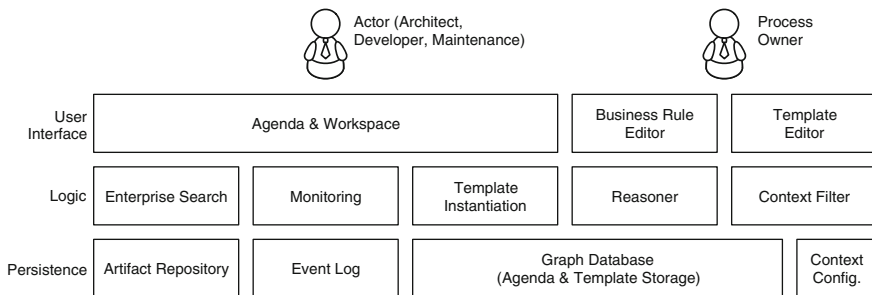 Actor (Architect,
Developer, Maintenance)
Process
Owner
User
Interface
Agenda & Workspace
Business Rule
Editor
Template
Editor
Logic
Enterprise Search
Monitoring
Template
Instantiation
Reasoner
Context Filter
Persistence
Artifact Repository
Event Log
Graph Database
(Agenda & Template Storage)
Context
Config.